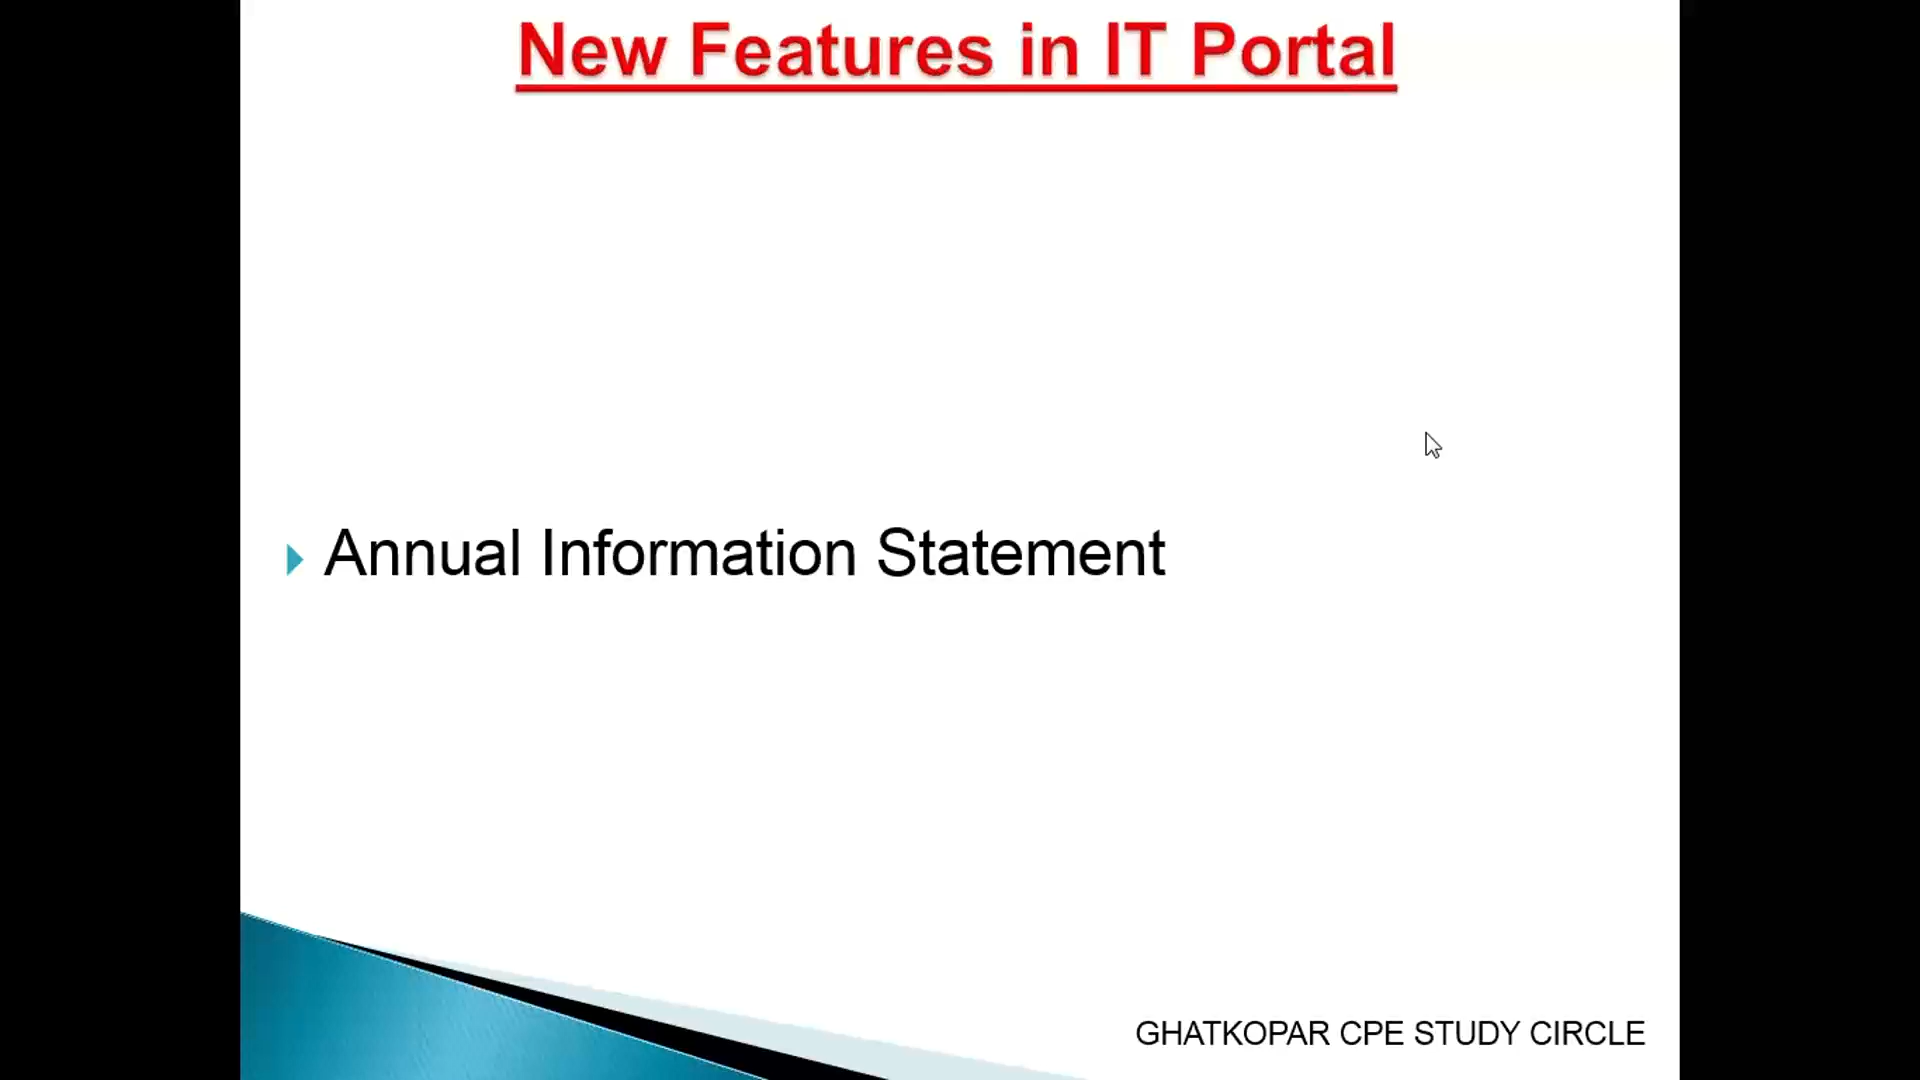 New Features in IT Portal
Annual Information Statement
GHATKOPAR CPE STUDY CIRCLE